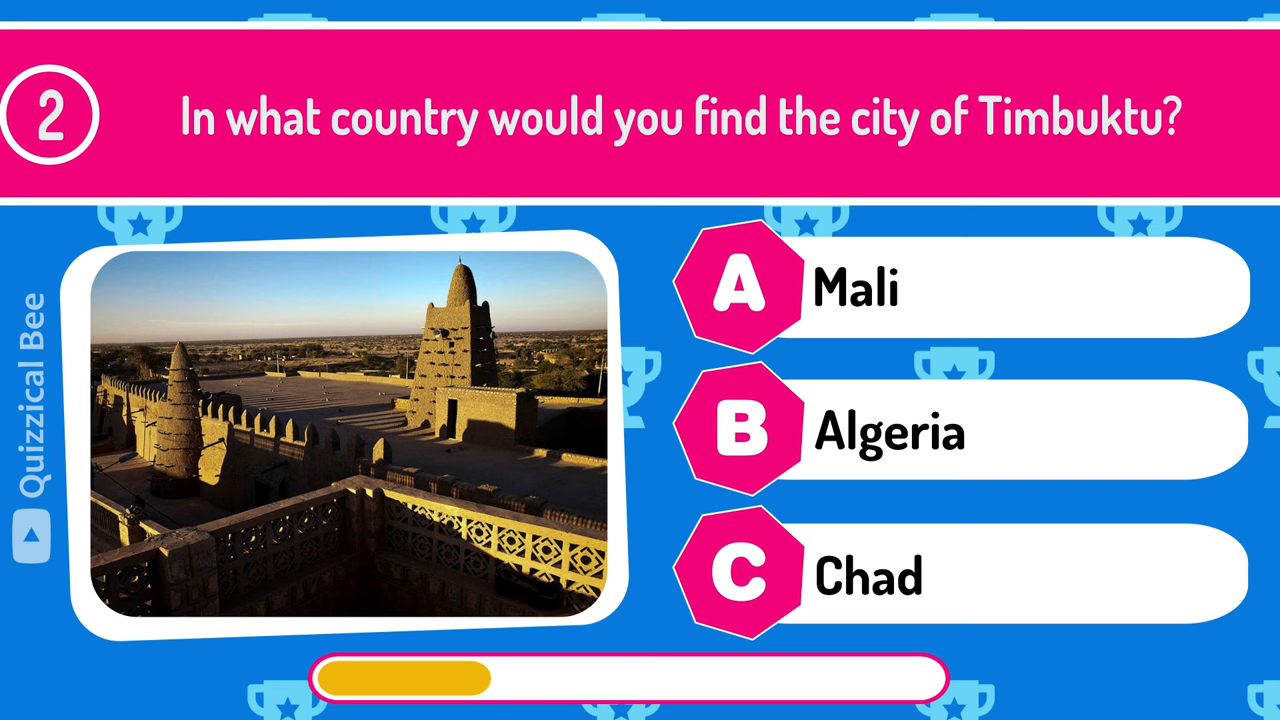 2
In what country would you find the city of Timbuktu?
A
Mali
B
Algeria
C
Chad
Quizzical Bee